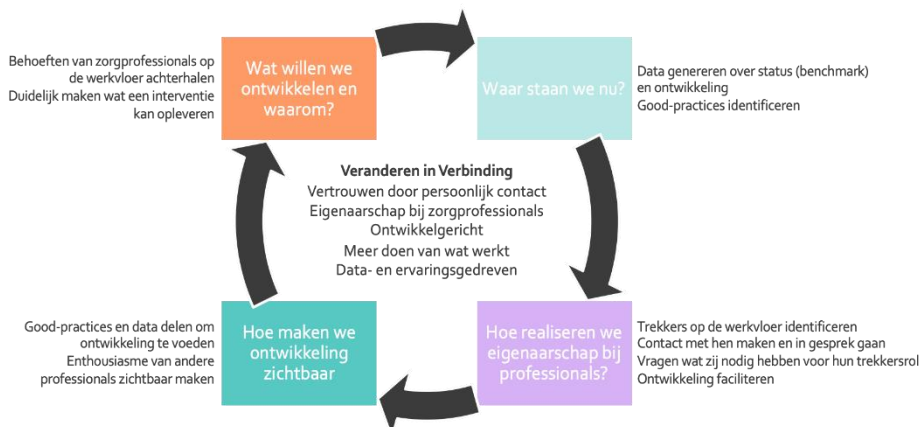 Behoeften van zorgprofessionals op
de werkvloer achterhalen
Duidelijk maken wat een interventie
kan opleveren
Wat willen we
ontwikkelen en
waarom?
Waar staan we nu?
Data genereren over status (benchmark)
en ontwikkeling
Good-practices identificeren
Veranderen in Verbinding
Vertrouwen door persoonlijk contact
Eigenaarschap bij zorgprofessionals
Ontwikkelgericht
Meer doen van wat werkt
Data- en ervaringsgedreven
Good-practices en data delen om
ontwikkeling te voeden
Enthousiasme van andere
professionals zichtbaar maken
Hoe maken we
ontwikkeling
zichtbaar
Hoe realiseren we
eigenaarschap bij
professionals?
Trekkers op de werkvloer identificeren
Contact met hen maken en in gesprek gaan
Vragen wat zij nodig hebben voor hun trekkersrol
Ontwikkeling faciliteren